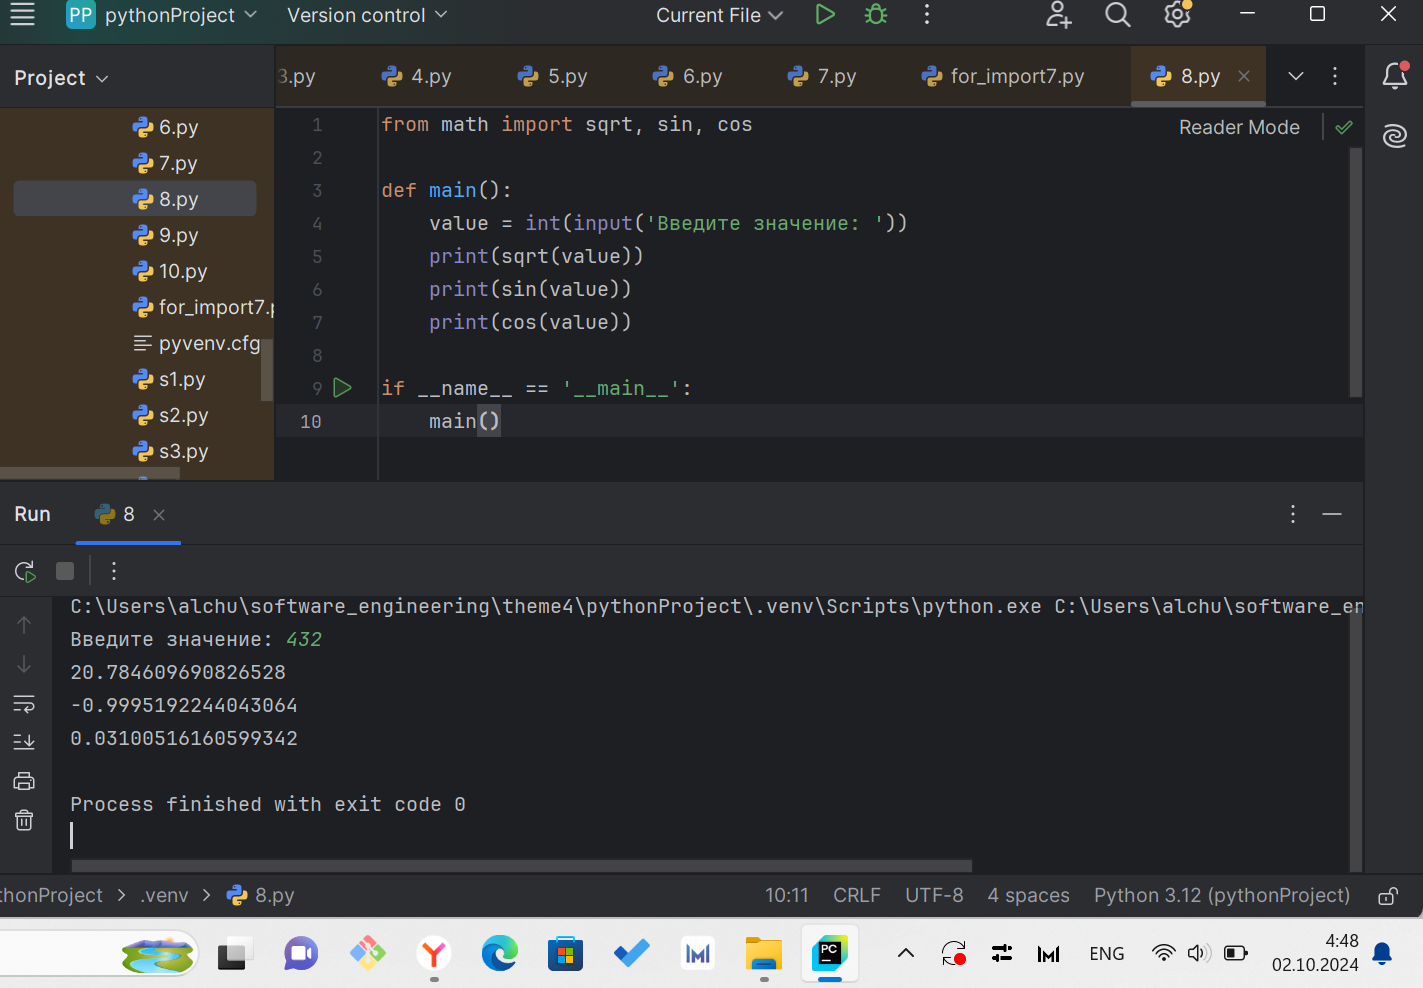 PP pythonProject Version control Current File
Project
3.py 4.py 5.py 6.py 7.py for_import7.py 8.py
6.py
7.py
8.py
9.py
10.py
for_import7.p
pyvenv.cfg
s1.py
s2.py
s3.py
Reader Mode
1 from math import sqrt, sin, cos
2
3 def main():
4 value = int(input('Введите значение: '))
5 print(sqrt(value))
6 print(sin(value))
7 print(cos(value))
8
9 if __name__ == '__main__':
10 main()
Run 8
C:\Users\alchu\software_engineering\theme4\pythonProject\.venv\Scripts\python.exe C:\Users\alchu\software_en
Введите значение: 432
20.784609690826528
-0.9995192244043064
0.03100516160599342
Process finished with exit code 0
thonProject > .venv > 8.py 10:11 CRLF UTF-8 4 spaces Python 3.12 (pythonProject)
PC ENG 4:48
02.10.2024